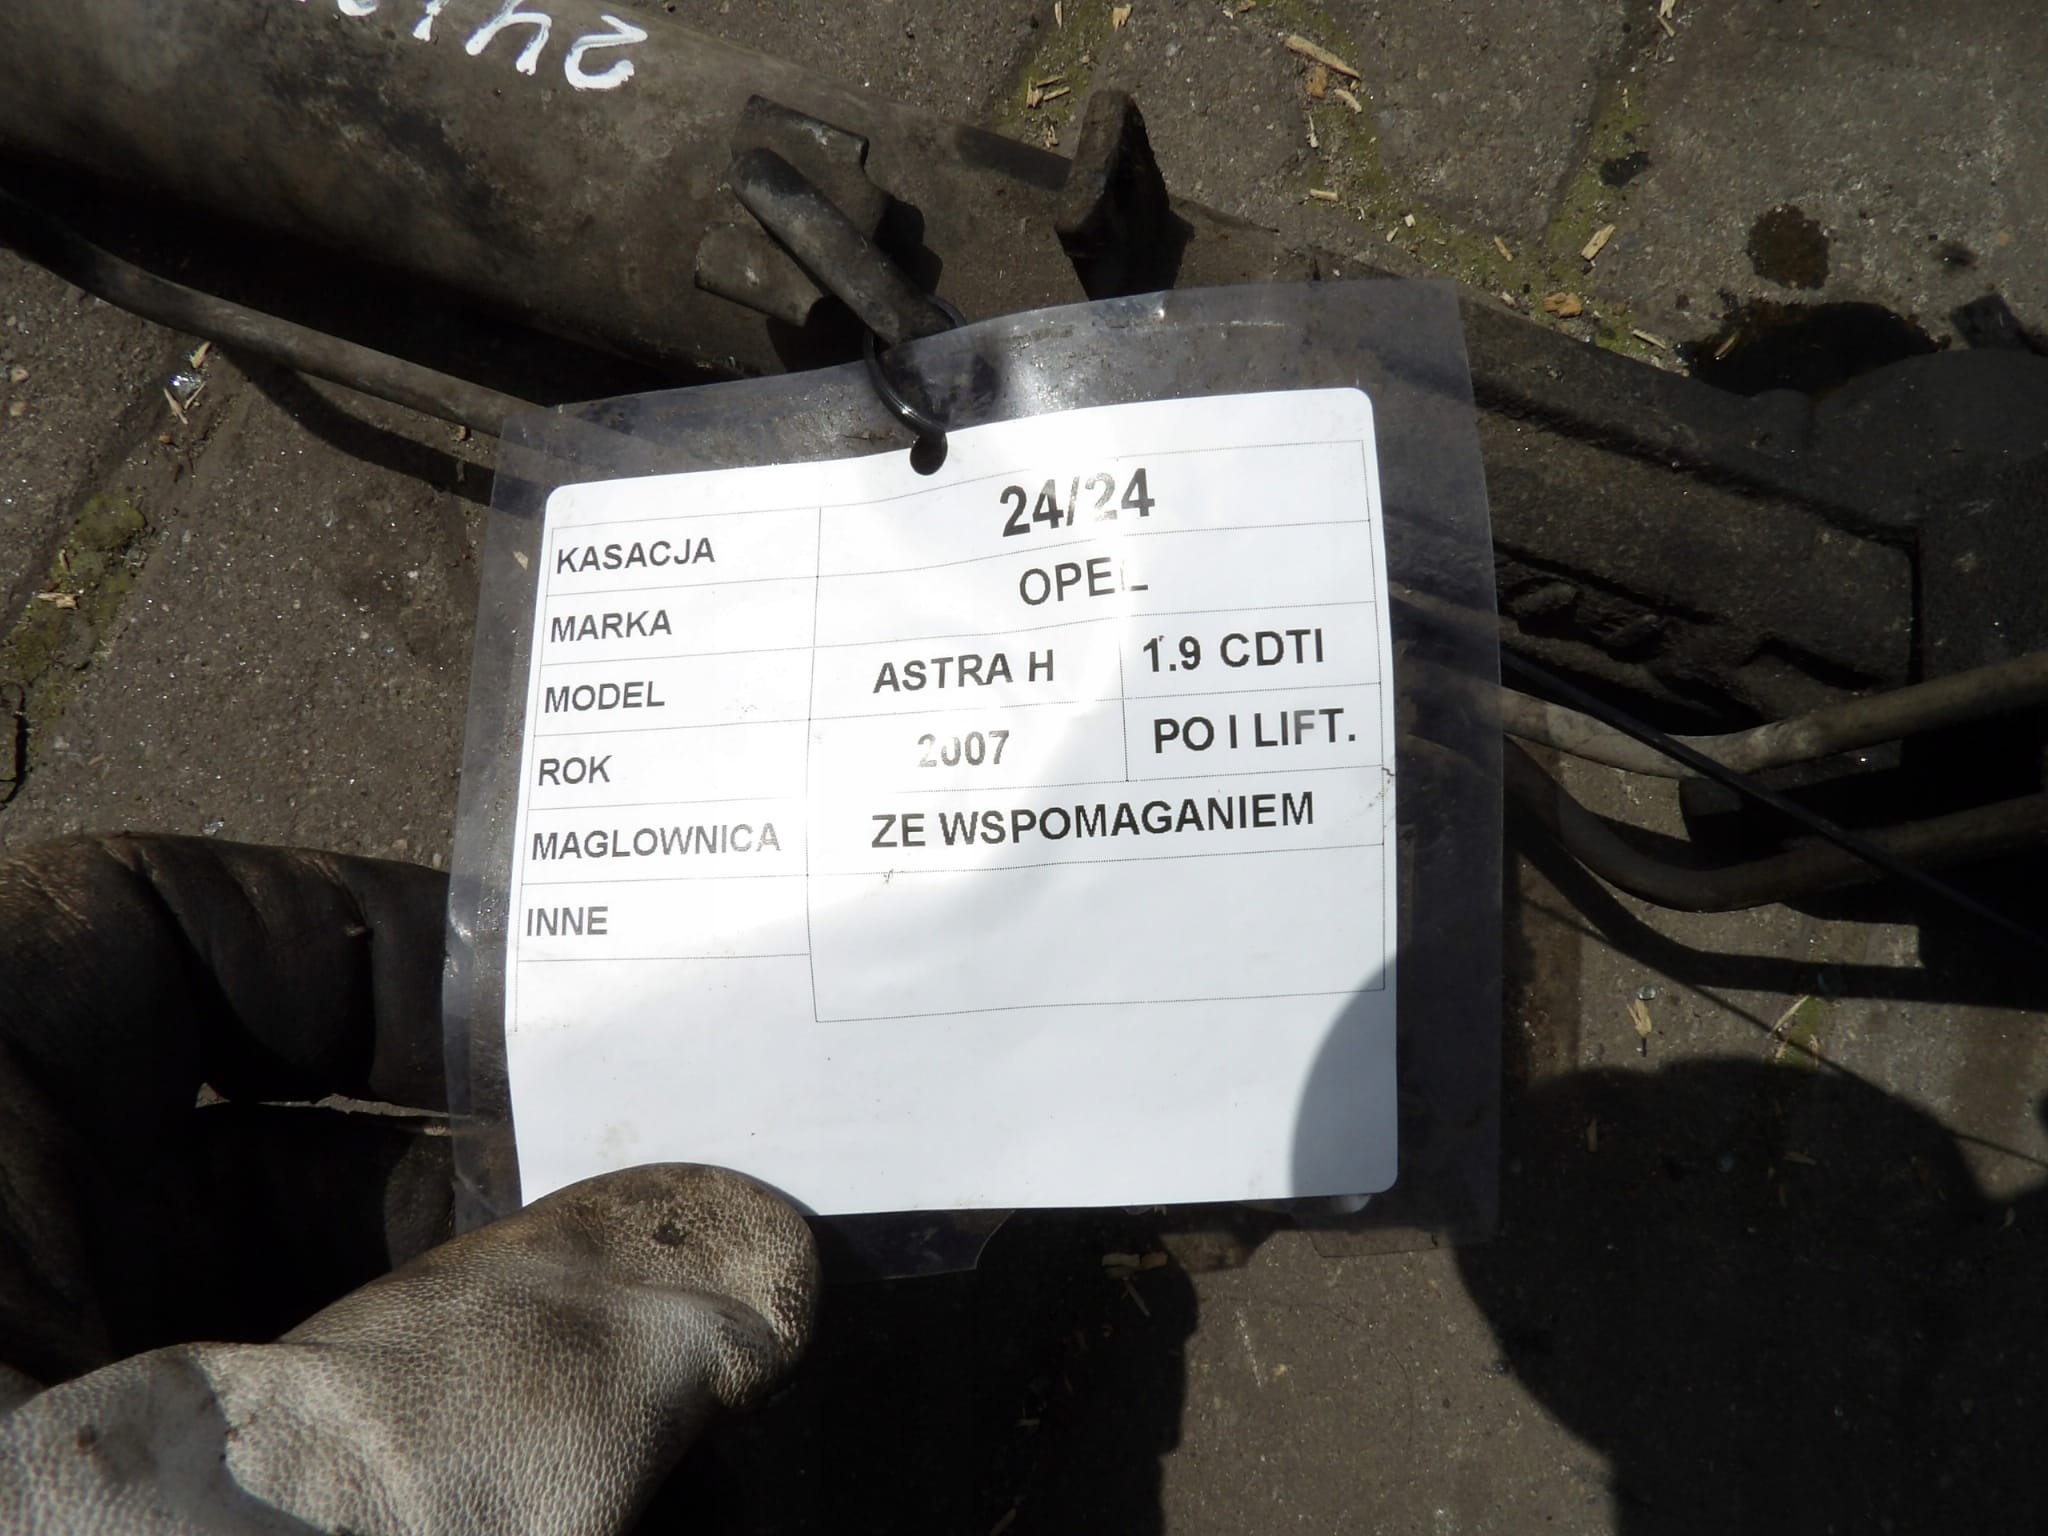 KASACJA 24/24
MARKA OPEL
MODEL ASTRA H 1.9 CDTI
ROK 2007 PO I LIFT.
MAGLOWNICA ZE WSPOMAGANIEM
INNE